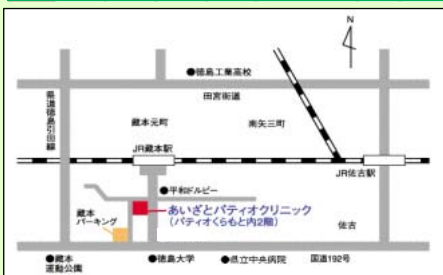 N
●徳島工業高校
田宮街道
県道徳島引田線
蔵本元町
南矢三町
JR蔵本駅
JR佐古駅
●平和ドルビー
あいざとパティオクリニック
(パティオくらもと内2階)
蔵本
パーキング
佐古
●蔵本
運動公園
●徳島大学
●県立中央病院
国道192号